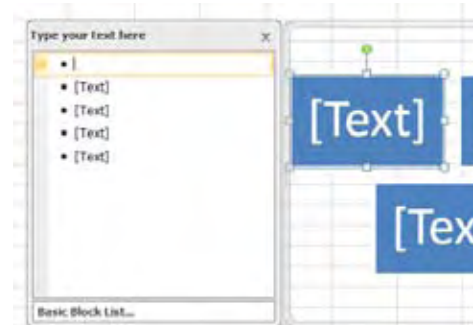 Type your text here x
• 
• [Text]
• [Text]
• [Text]
• [Text]
Basic Block List...
[Text]
[Tex